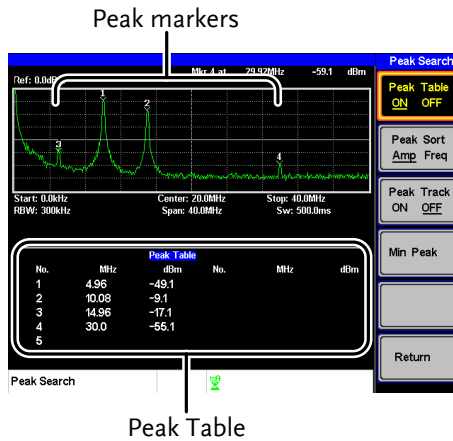 Peak markers
Mkr 4 at 29.92MHz -59.1 dBm
Ref: 0.0dB
1
2
3
4
Start: 0.0kHz Center: 20.0MHz Stop: 40.0MHz
RBW: 300kHz Span: 40.0MHz Sw: 500.0ms
Peak Table
No. MHz dBm No. MHz dBm
1 4.96 -49.1
2 10.08 -9.1
3 14.96 -17.1
4 30.0 -55.1
5
Peak Search
Peak Search
Peak Table
ON OFF
Peak Sort
Amp Freq
Peak Track
ON OFF
Min Peak
Return
Peak Table